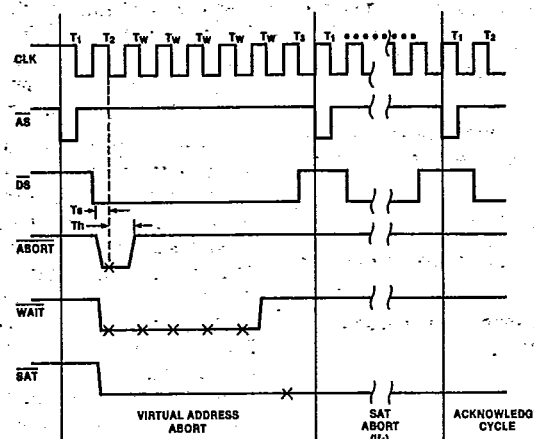 T1 T2 TW TW TW TW TW T3 T1 T1 T2
CLK
AS
DS
Ts
Th
ABORT
WAIT
SAT
VIRTUAL ADDRESS
ABORT
SAT
ABORT
ACKNOWLEDG
CYCLE